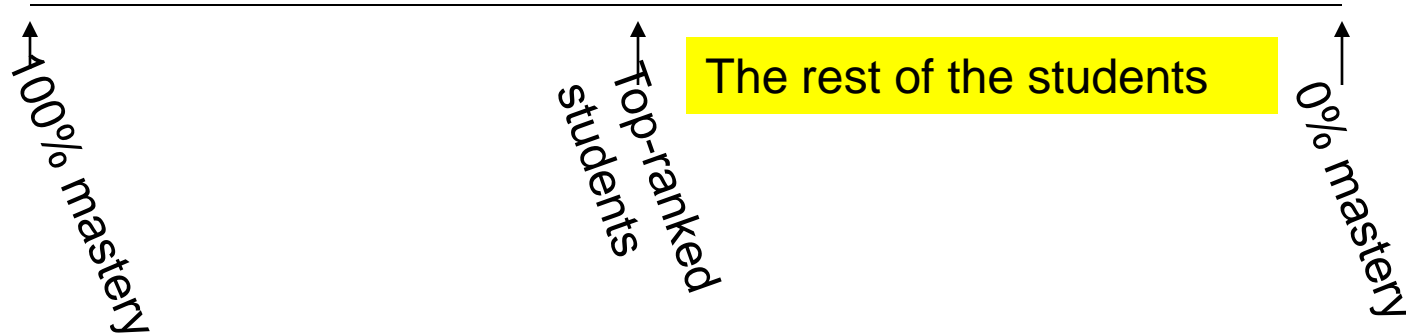 100% mastery
Top-ranked
students
The rest of the students
0% mastery